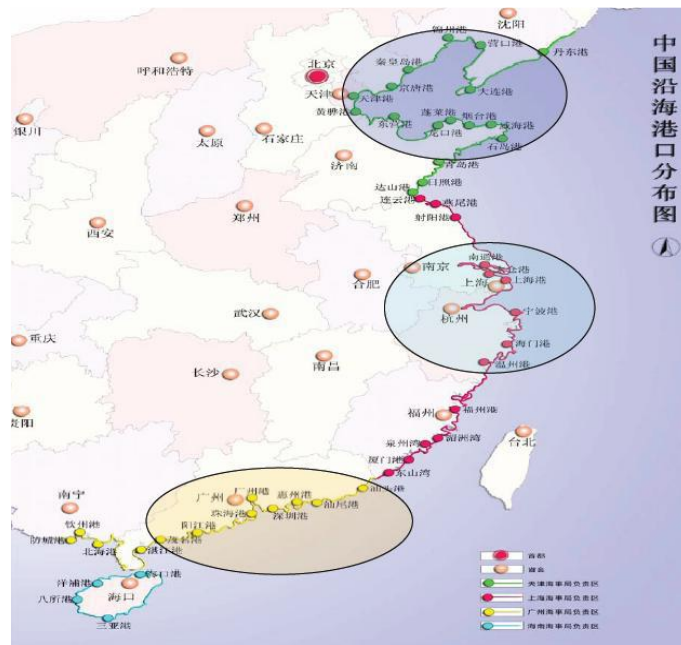 中国沿海港口分布图
沈阳
锦州港
营口港
丹东港
呼和浩特
北京
秦皇岛港
京唐港
大连港
天津
天津港
黄骅港
东营港
蓬莱港
烟台港
威海港
龙口港
石岛港
银川
太原
石家庄
济南
青岛港
日照港
达山港
连云港
燕尾港
射阳港
郑州
西安
南通港
南京
合肥
上海
上海港
杭州
宁波港
武汉
重庆
海门港
温州港
长沙
南昌
贵阳
福州
福州港
台北
泉州湾
湄洲湾
厦门港
东山湾
汕头港
南宁
广州
广州港
惠州港
汕尾港
深圳港
珠海港
阳江港
茂名港
湛江港
钦州港
防城港
北海港
海口港
洋浦港
海口
八所港
三亚港
首都
天津海事局负责区
上海海事局负责区
广州海事局负责区
海南海事局负责区